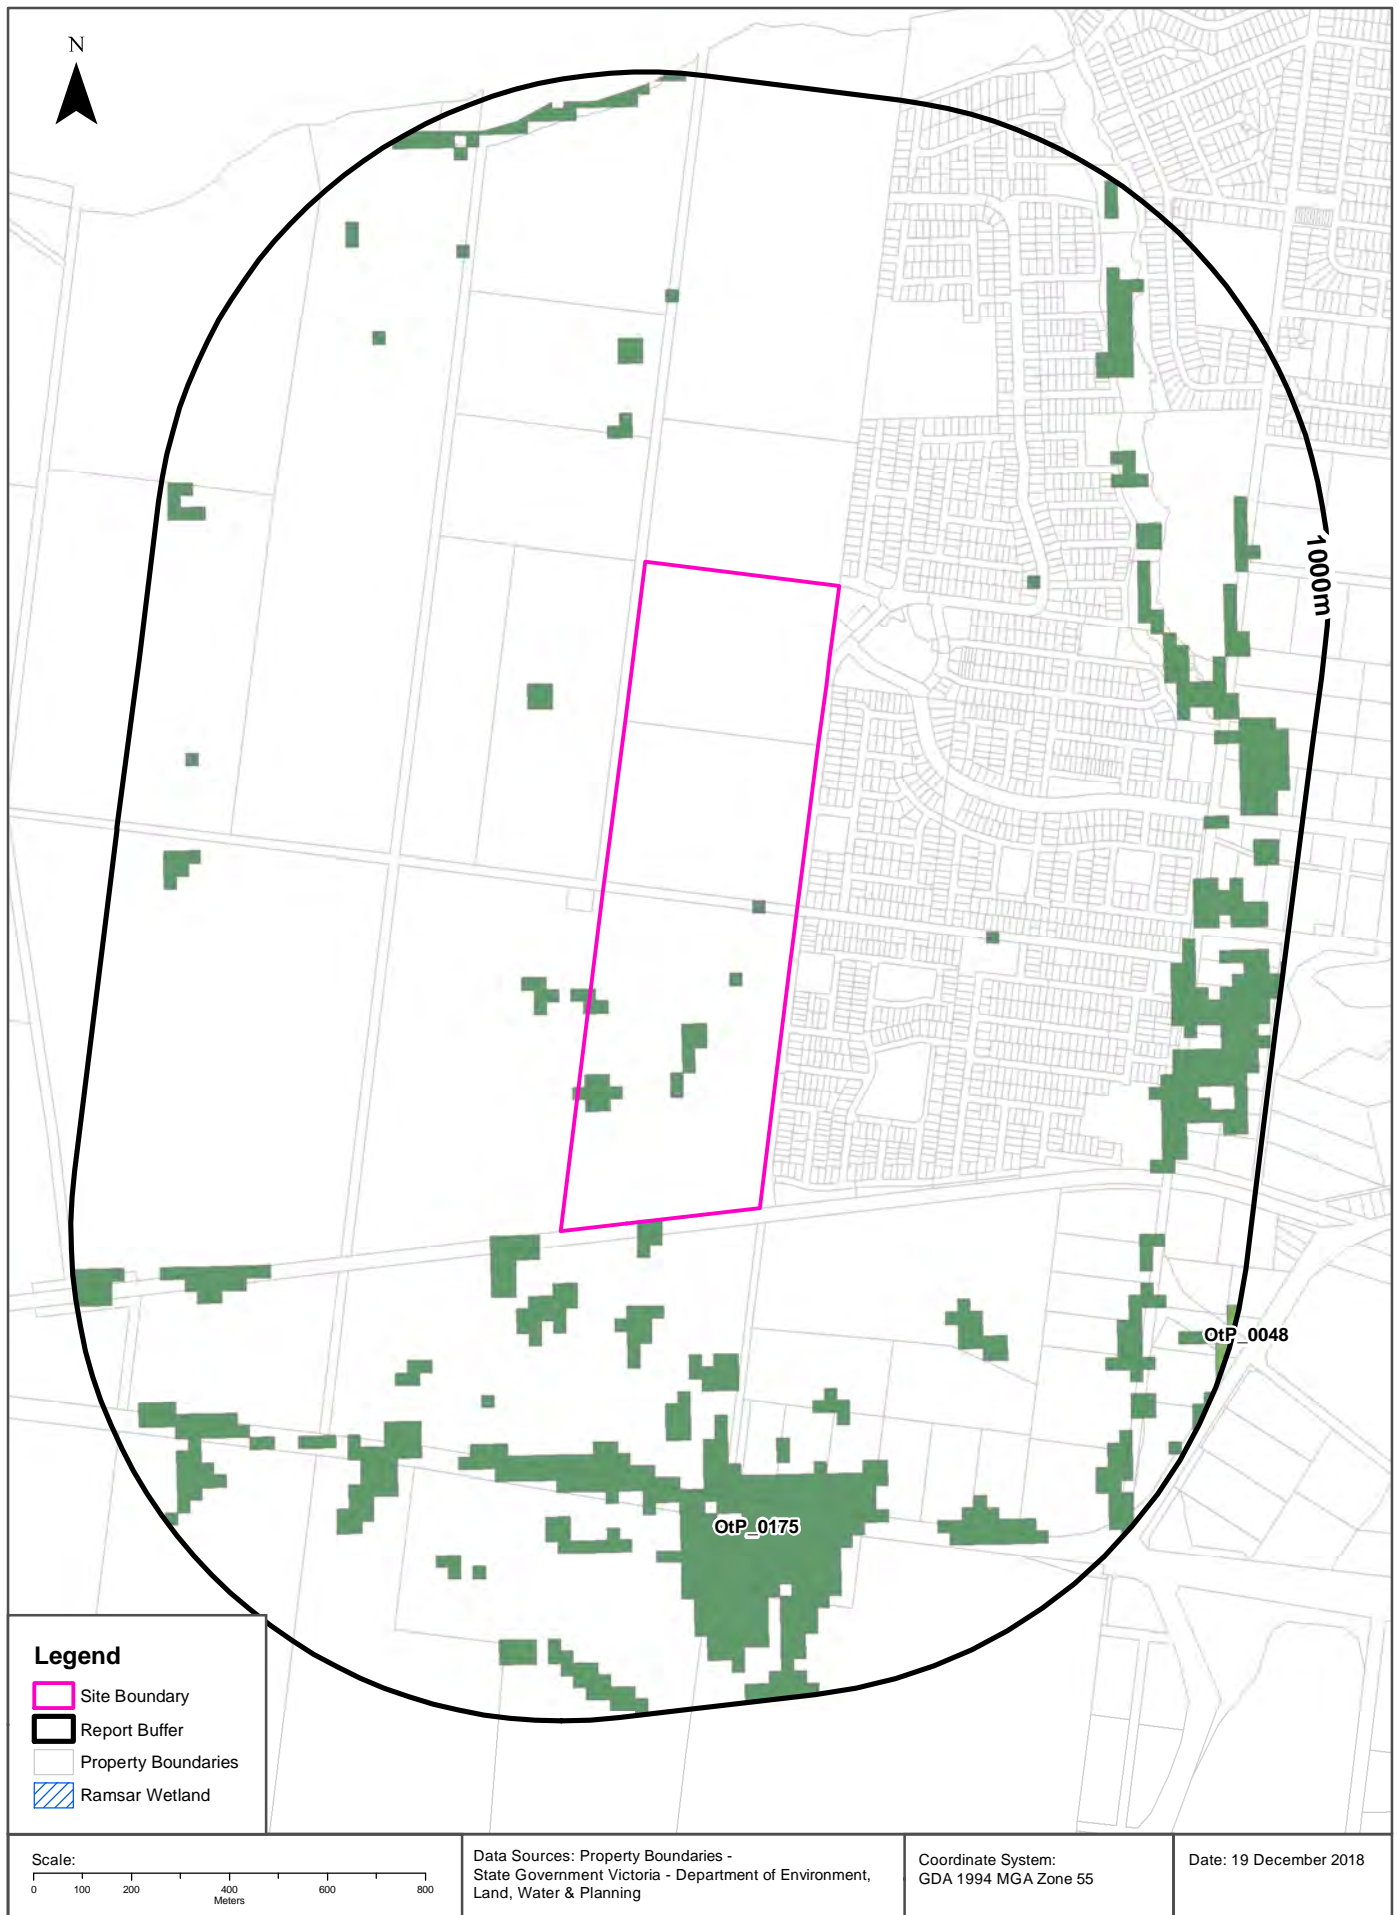 N
1000m
OtP_0048
OtP_0175
Legend
Site Boundary
Report Buffer
Property Boundaries
Ramsar Wetland
Scale:
0 100 200 400 600 800
Meters
Data Sources: Property Boundaries -
State Government Victoria - Department of Environment,
Land, Water & Planning
Coordinate System:
GDA 1994 MGA Zone 55
Date: 19 December 2018